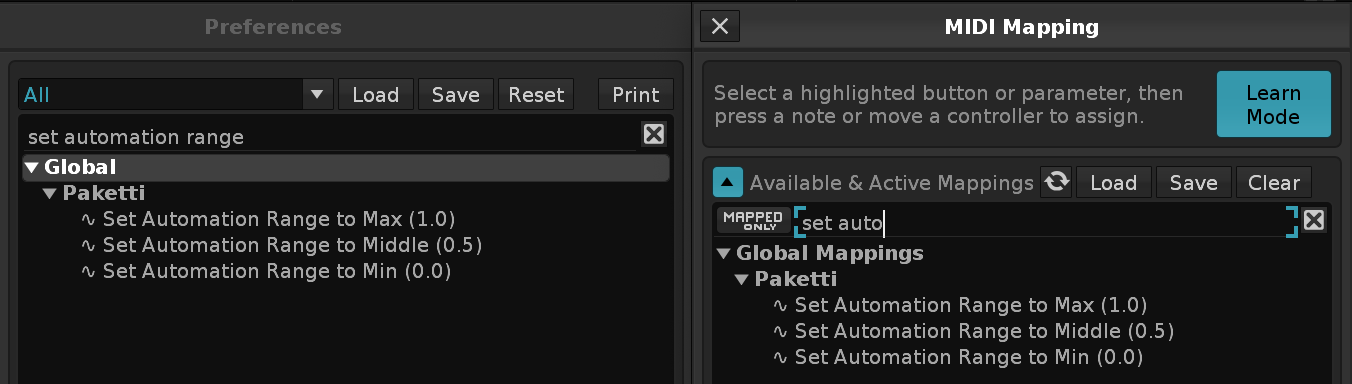 Preferences
All
Load
Save
Reset
Print
set automation range
Global
Paketti
Set Automation Range to Max (1.0)
Set Automation Range to Middle (0.5)
Set Automation Range to Min (0.0)
MIDI Mapping
Select a highlighted button or parameter, then
press a note or move a controller to assign.
Learn
Mode
Available & Active Mappings
Load
Save
Clear
MAPPED
ONLY
set auto
Global Mappings
Paketti
Set Automation Range to Max (1.0)
Set Automation Range to Middle (0.5)
Set Automation Range to Min (0.0)